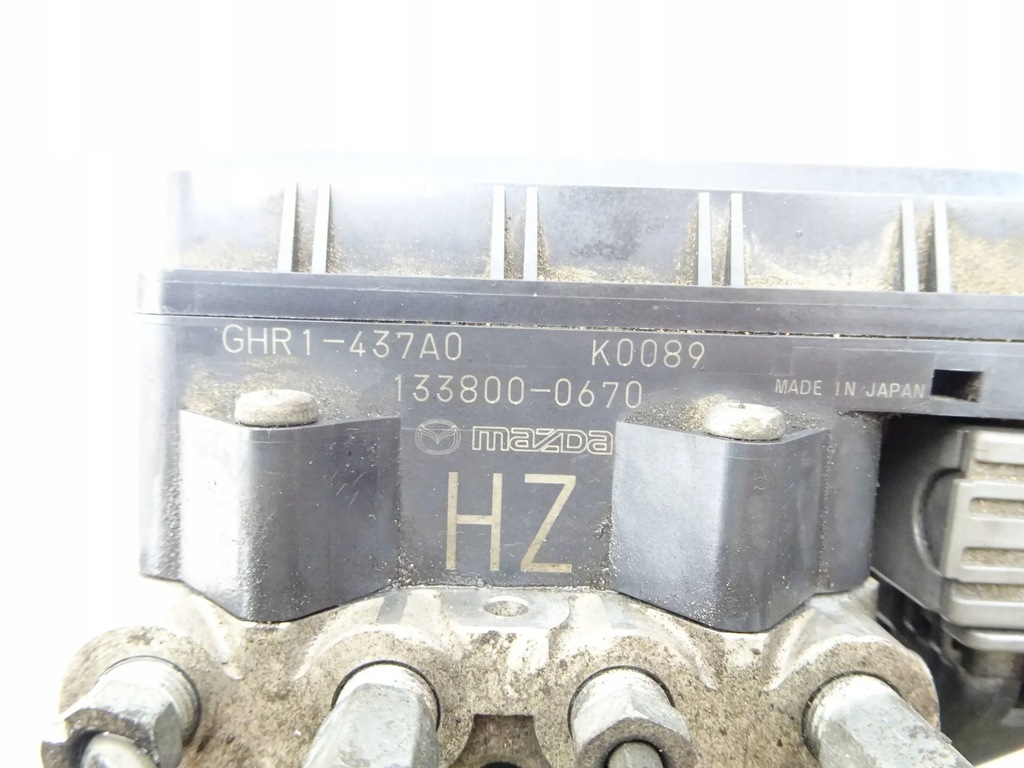 GHR1-437A0 K0089
133800-0670 MADE IN JAPAN
mazda
HZ